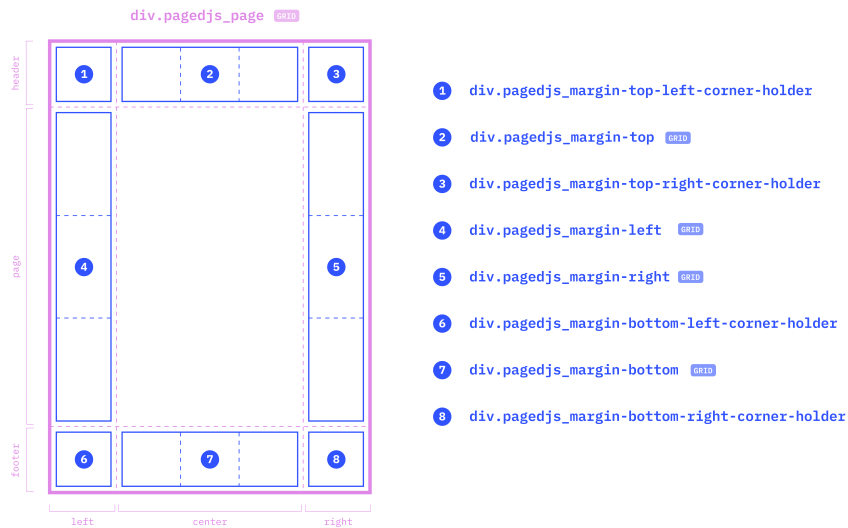 div.pagedjs_page GRID
header
1 2 3
page
4 5
footer
6 7 8
left center right
1 div.pagedjs_margin-top-left-corner-holder
2 div.pagedjs_margin-top GRID
3 div.pagedjs_margin-top-right-corner-holder
4 div.pagedjs_margin-left GRID
5 div.pagedjs_margin-right GRID
6 div.pagedjs_margin-bottom-left-corner-holder
7 div.pagedjs_margin-bottom GRID
8 div.pagedjs_margin-bottom-right-corner-holder